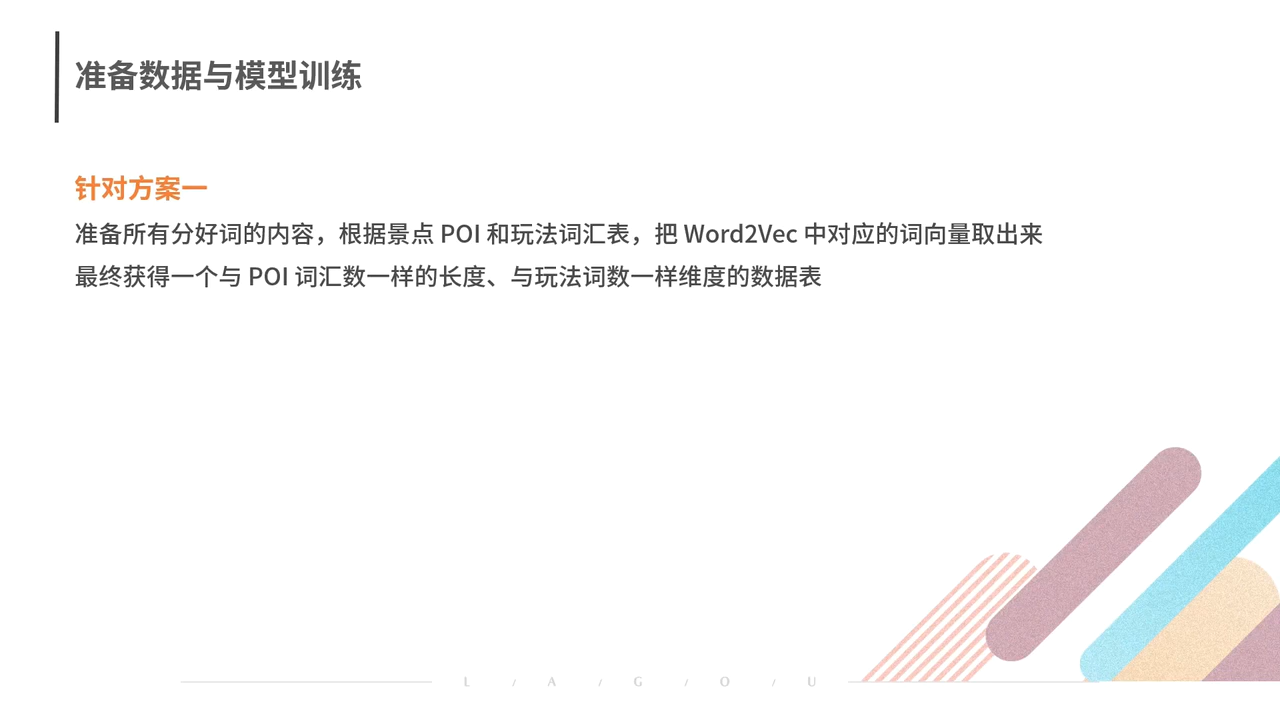 准备数据与模型训练
针对方案一
准备所有分好词的内容，根据景点 POI 和玩法词汇表，把 Word2Vec 中对应的词向量取出来
最终获得一个与 POI 词汇数一样的长度、与玩法词数一样维度的数据表
L / A / G / O / U